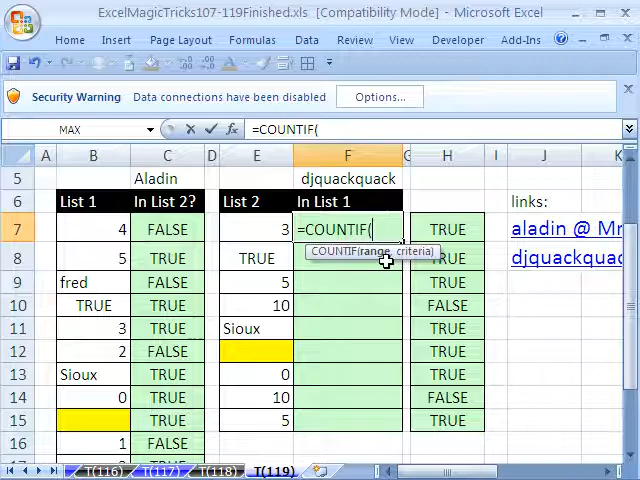 ExcelMagicTricks107-119Finished.xls [Compatibility Mode] - Microsoft Excel
Home Insert Page Layout Formulas Data Review View Developer Add-Ins
Security Warning Data connections have been disabled Options...
MAX =COUNTIF(
A B C D E F G H I J K
5 Aladin djquackquack
6 List 1 In List 2? List 2 In List 1 links:
7 4 FALSE 3 =COUNTIF( TRUE aladin @ Mr
COUNTIF(range, criteria)
8 5 TRUE TRUE TRUE djquackquac
9 fred FALSE 5 TRUE
10 TRUE TRUE 10 FALSE
11 3 TRUE Sioux TRUE
12 2 FALSE TRUE
13 Sioux TRUE 0 TRUE
14 0 TRUE 10 FALSE
15 TRUE 5 TRUE
16 1 FALSE
T(116) T(117) T(118) T(119)